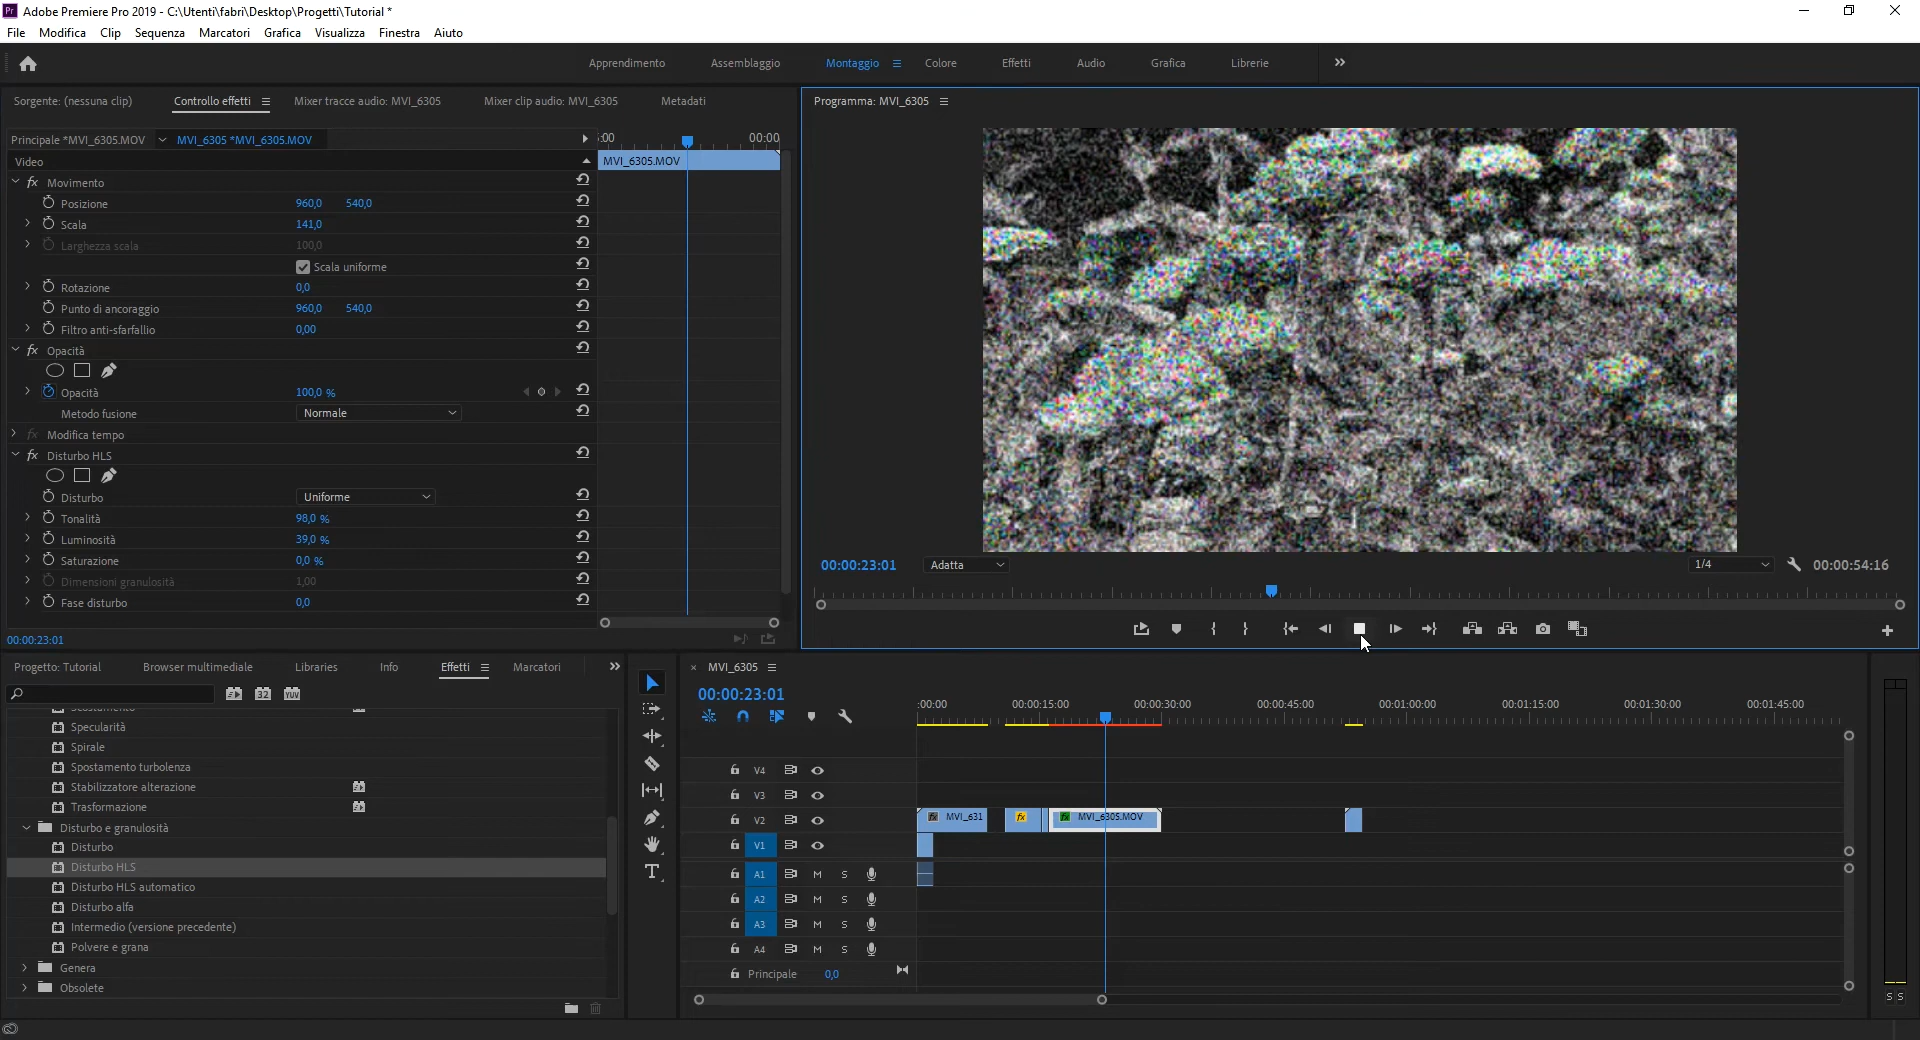 Adobe Premiere Pro 2019 - C:\Utenti\fabri\Desktop\Progetti\Tutorial *
File Modifica Clip Sequenza Marcatori Grafica Visualizza Finestra Aiuto
Apprendimento Assemblaggio Montaggio Colore Effetti Audio Grafica Librerie
Sorgente: (nessuna clip) Controllo effetti Mixer tracce audio: MVI_6305 Mixer clip audio: MVI_6305 Metadati
Programma: MVI_6305
Principale *MVI_6305.MOV MVI_6305 *MVI_6305.MOV
:00 00:00
Video
MVI_6305.MOV
fx Movimento
Posizione 960,0 540,0
Scala 141,0
Larghezza scala 100,0
Scala uniforme
Rotazione 0,0
Punto di ancoraggio 960,0 540,0
Filtro anti-sfarfallio 0,00
fx Opacità
Opacità 100,0 %
Metodo fusione Normale
fx Modifica tempo
fx Disturbo HLS
Disturbo Uniforme
Tonalità 98,0 %
Luminosità 39,0 %
Saturazione 0,0 %
Dimensioni granulosità 1,00
Fase disturbo 0,0
00:00:23:01
00:00:23:01 Adatta 1/4 00:00:54:16
Progetto: Tutorial Browser multimediale Libraries Info Effetti Marcatori
32 YUV
Specularità
Spirale
Spostamento turbolenza
Stabilizzatore alterazione
Trasformazione
Disturbo e granulosità
Disturbo
Disturbo HLS
Disturbo HLS automatico
Disturbo alfa
Intermedio (versione precedente)
Polvere e grana
Genera
Obsolete
× MVI_6305
00:00:23:01
:00:00 00:00:15:00 00:00:30:00 00:00:45:00 00:01:00:00 00:01:15:00 00:01:30:00 00:01:45:00
V4
V3
V2 fx MVI_631 fx fx MVI_6305.MOV
V1
A1 M S
A2 M S
A3 M S
A4 M S
Principale 0,0
S S